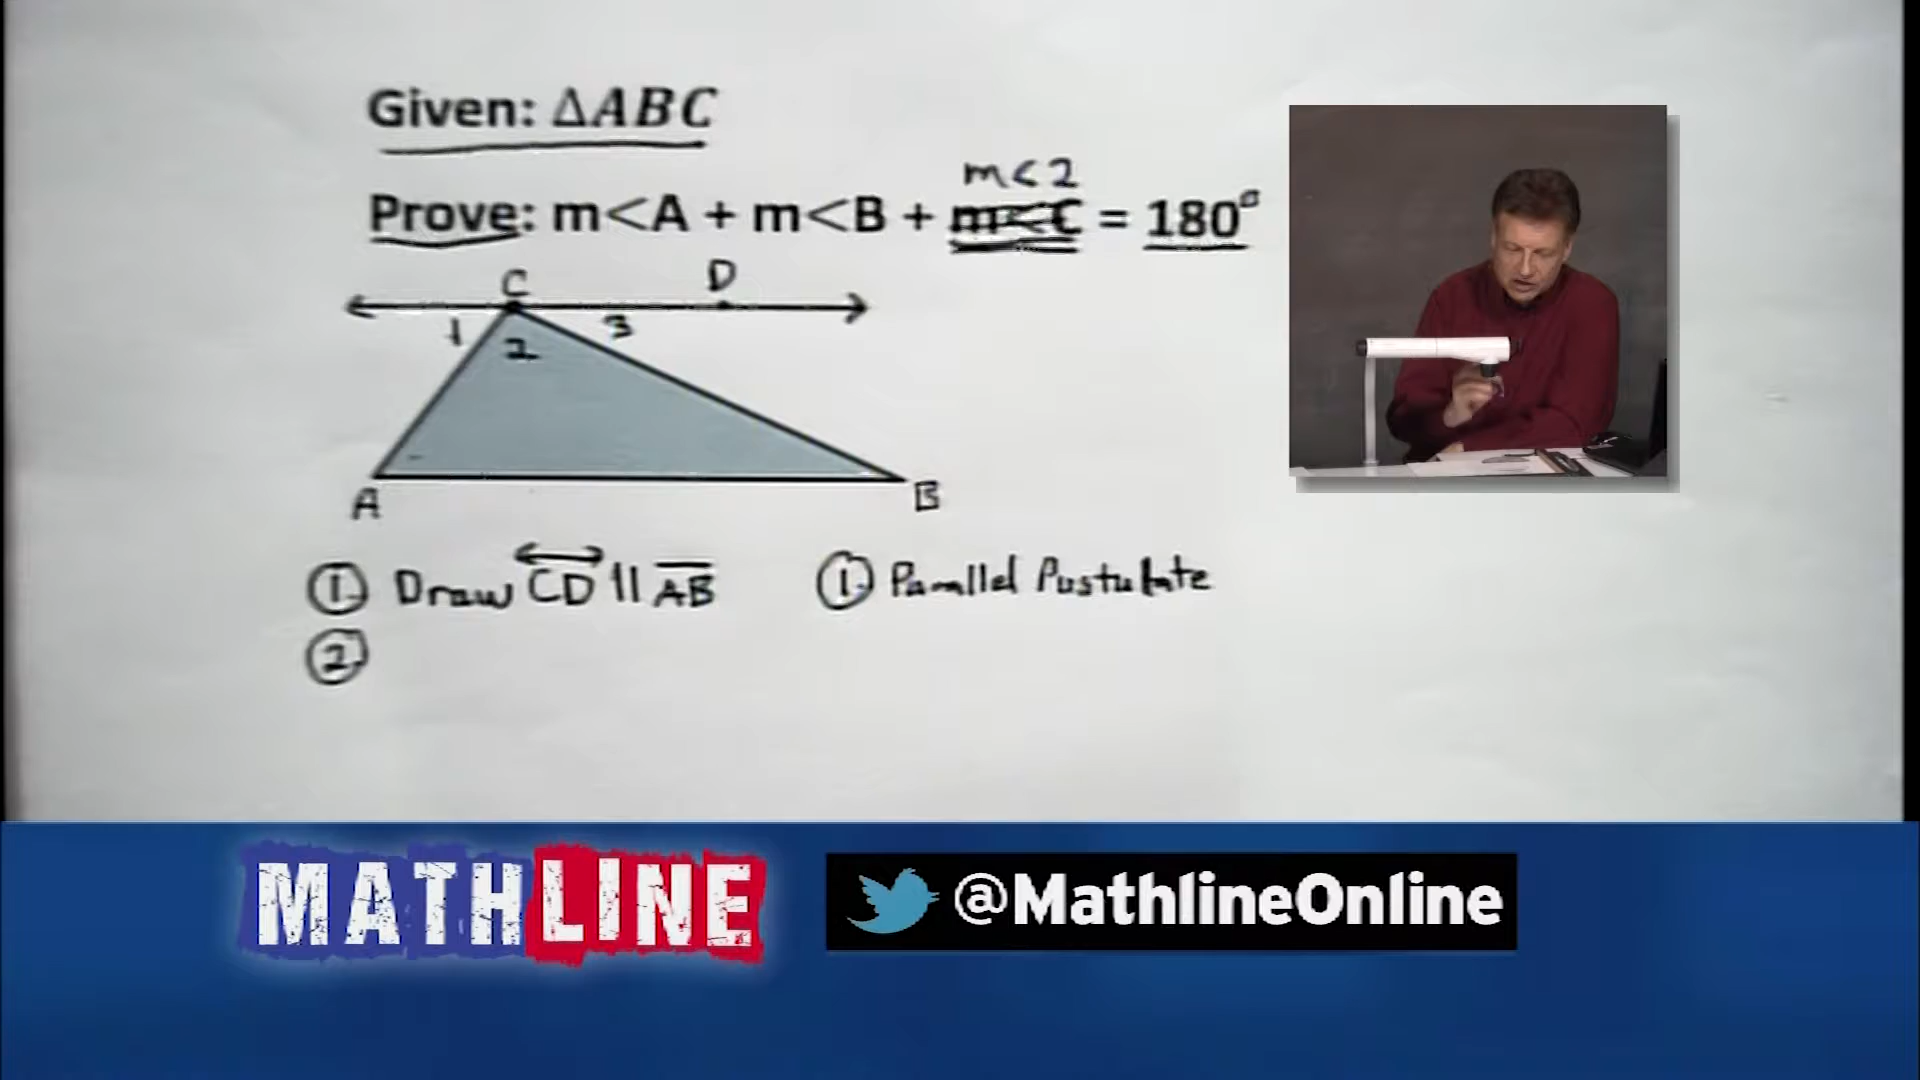 Given: ΔABC
m<2
Prove: m<A + m<B + m<C = 180°
C D
1 2 3
A B
① Draw CD || AB ① Parallel Postulate
②
MATHLINE @MathlineOnline